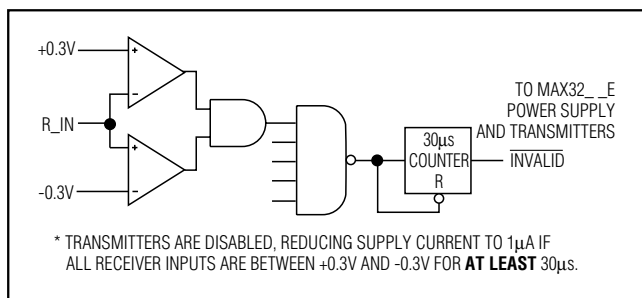 +0.3V
R_IN
-0.3V
+
-
+
-
30µs
COUNTER
R
TO MAX32_ _E
POWER SUPPLY
AND TRANSMITTERS
INVALID
* TRANSMITTERS ARE DISABLED, REDUCING SUPPLY CURRENT TO 1µA IF
ALL RECEIVER INPUTS ARE BETWEEN +0.3V AND -0.3V FOR AT LEAST 30µs.